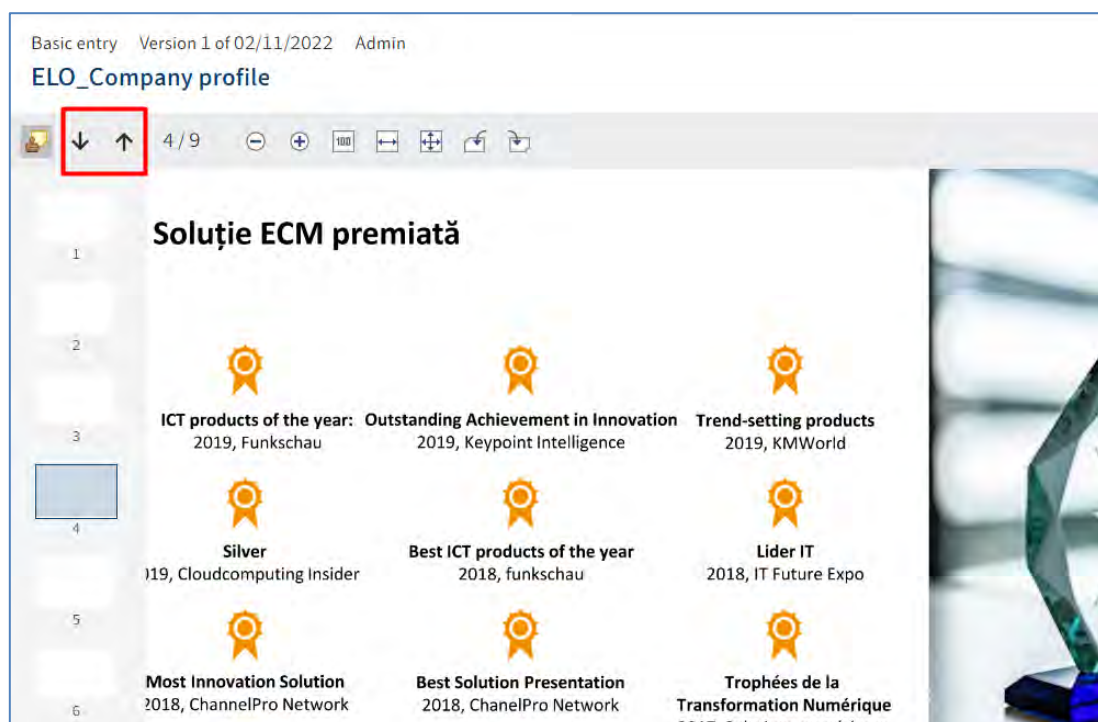 Basic entry Version 1 of 02/11/2022 Admin
ELO_Company profile
4 / 9
100
1
2
3
4
5
6
Soluție ECM premiată
ICT products of the year:
2019, Funkschau
Outstanding Achievement in Innovation
2019, Keypoint Intelligence
Trend-setting products
2019, KMWorld
Silver
19, Cloudcomputing Insider
Best ICT products of the year
2018, funkschau
Lider IT
2018, IT Future Expo
Most Innovation Solution
2018, ChannelPro Network
Best Solution Presentation
2018, ChanelPro Network
Trophées de la
Transformation Numérique